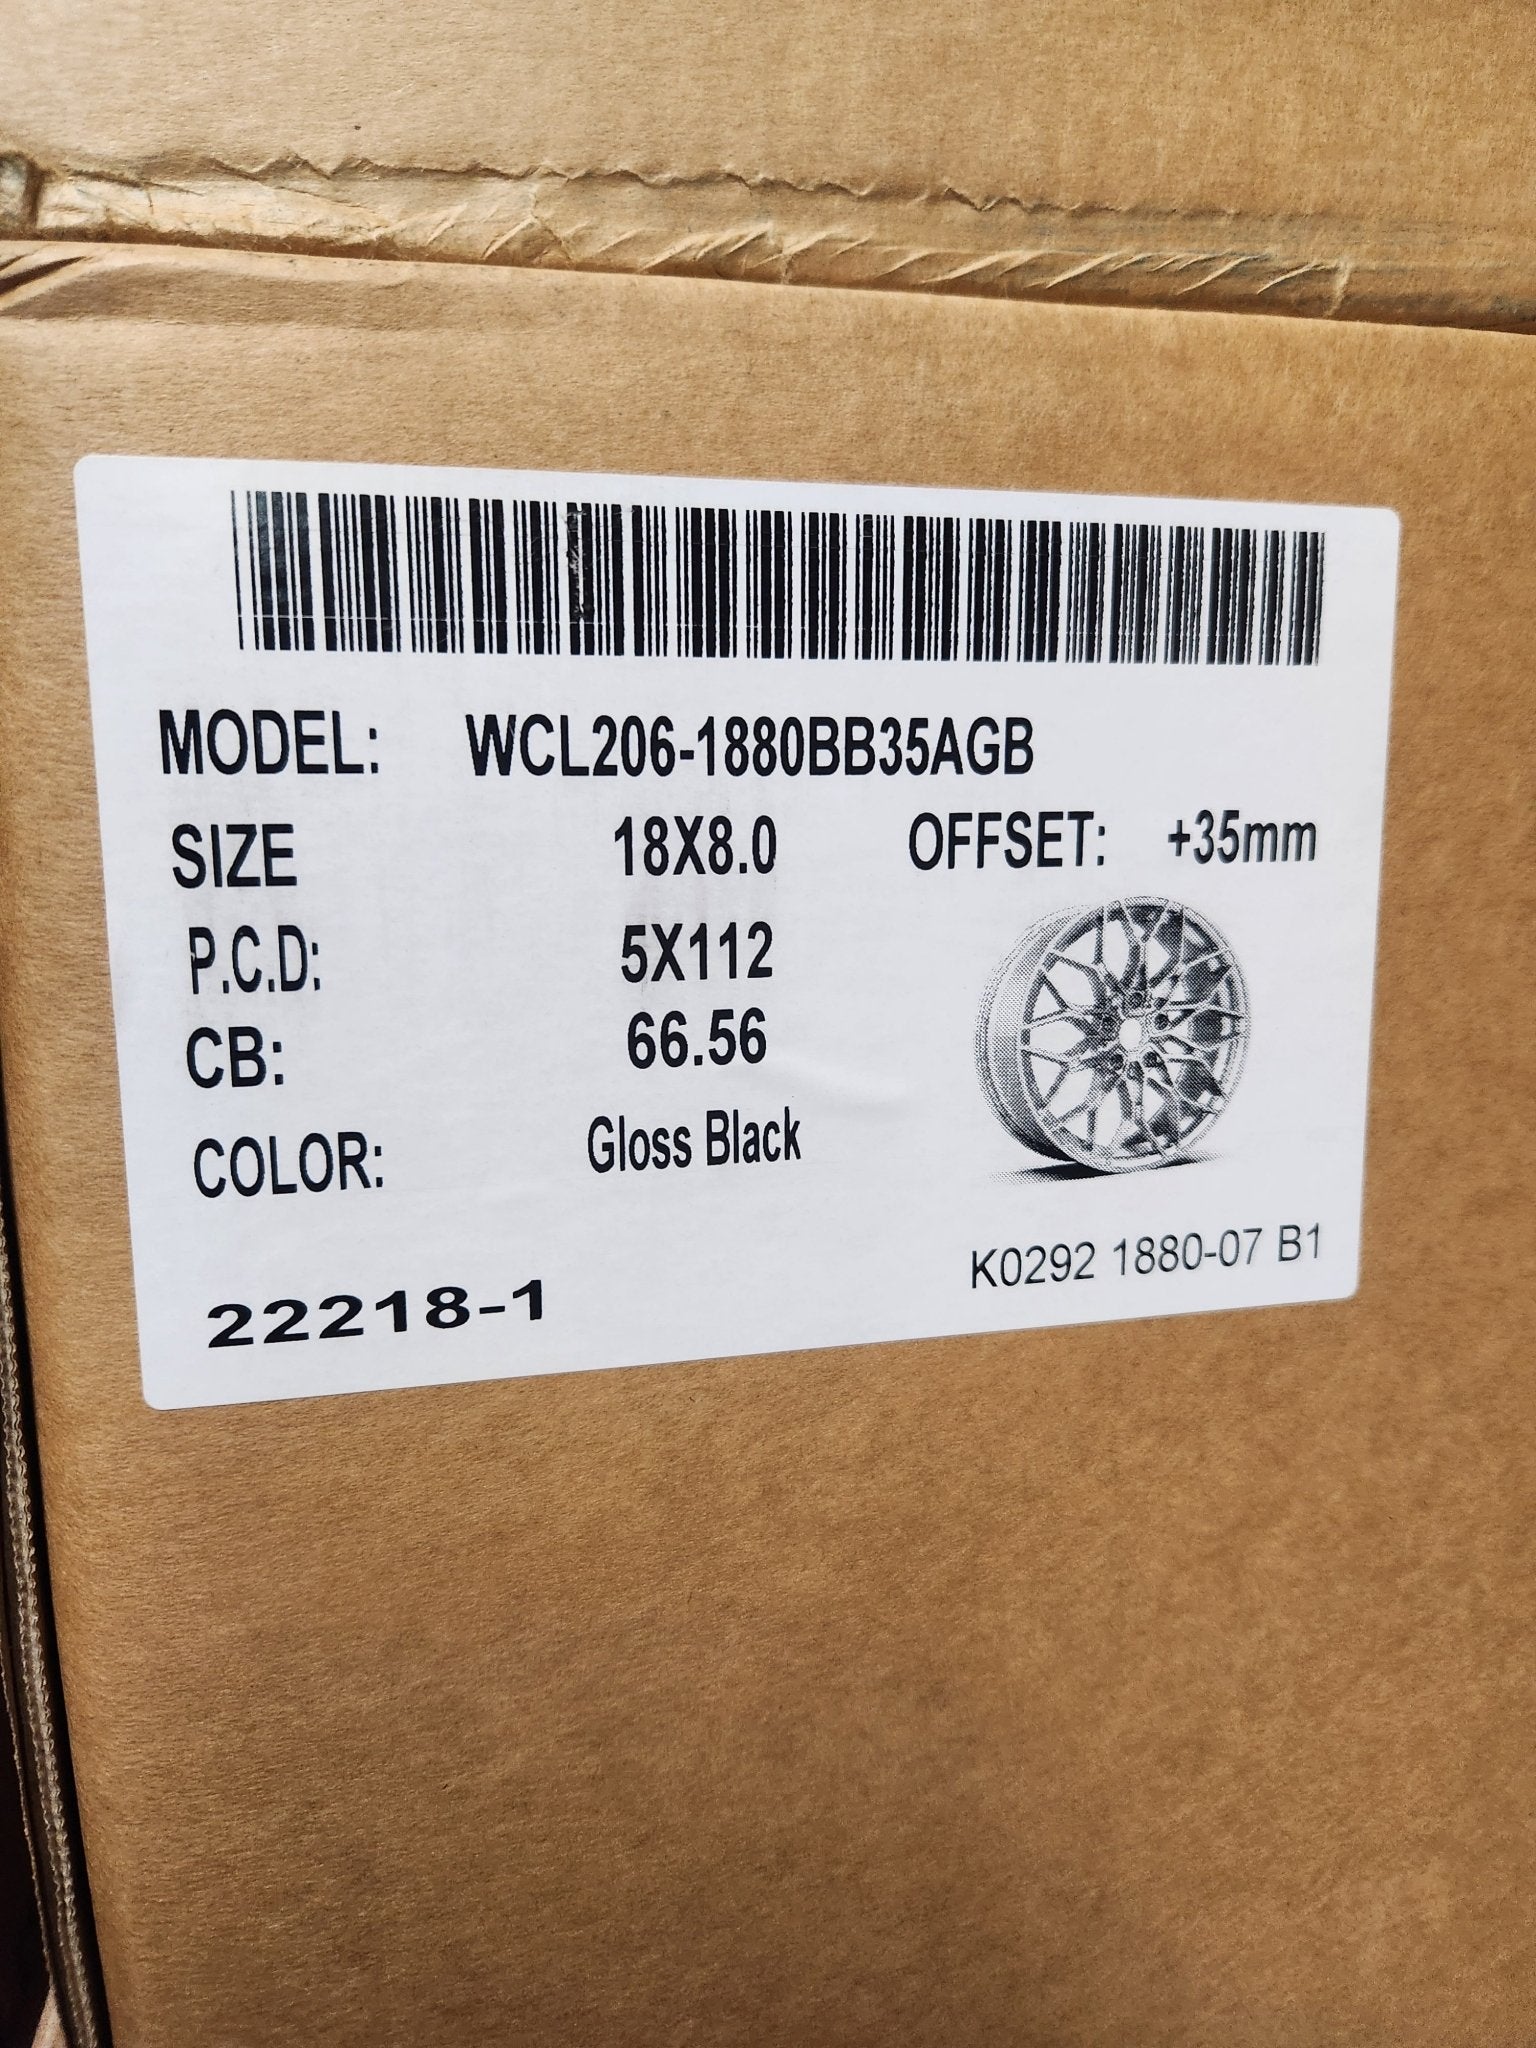 MODEL: WCL206-1880BB35AGB
SIZE 18X8.0 OFFSET: +35mm
P.C.D: 5X112
CB: 66.56
COLOR: Gloss Black
K0292 1880-07 B1
22218-1